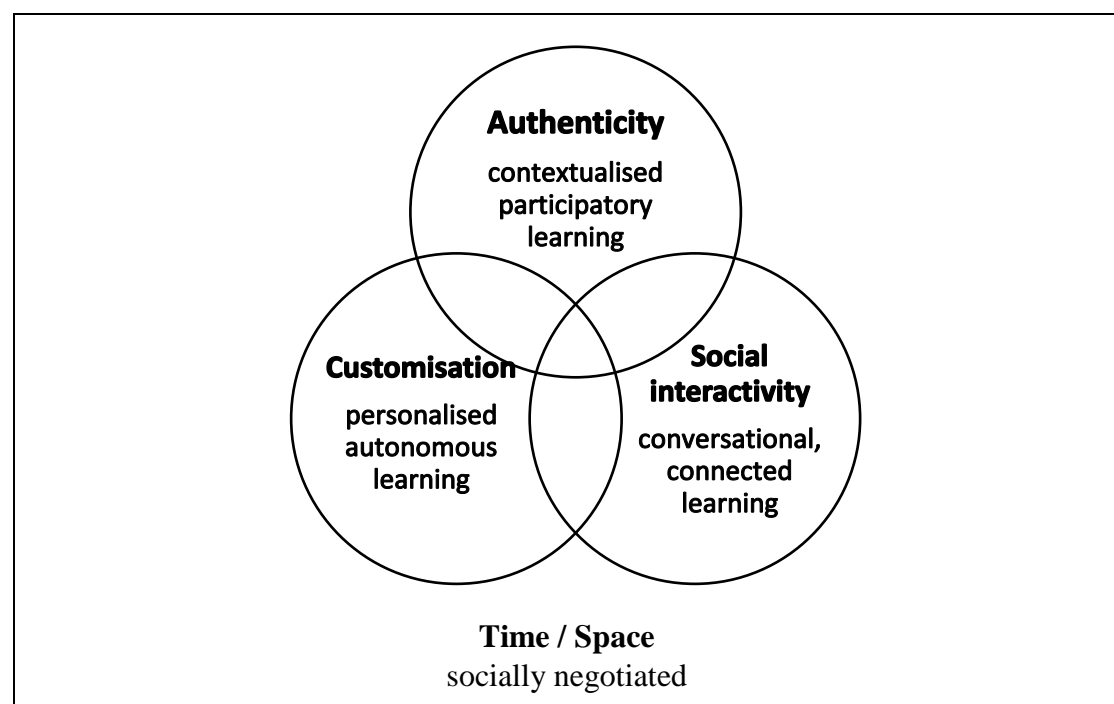 Authenticity
contextualised
participatory
learning
Customisation
personalised
autonomous
learning
Social
interactivity
conversational,
connected
learning
Time / Space
socially negotiated